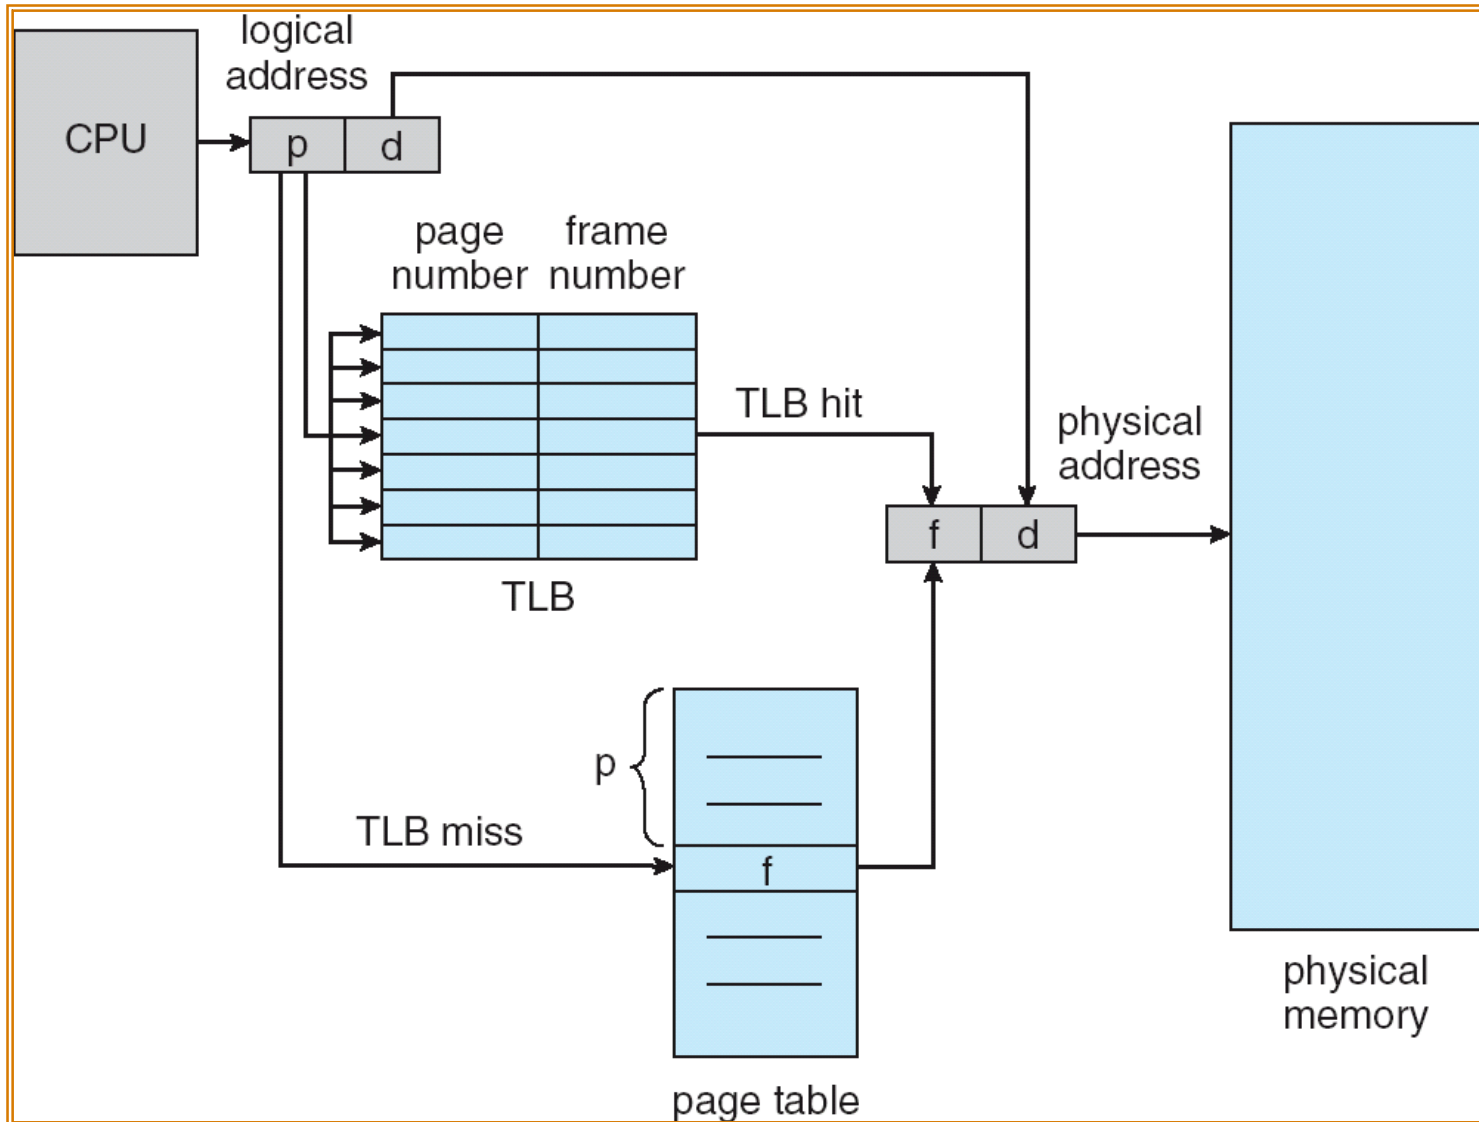 logical
address
CPU
p
d
page
number
frame
number
TLB hit
physical
address
f
d
TLB
p
TLB miss
f
physical
memory
page table